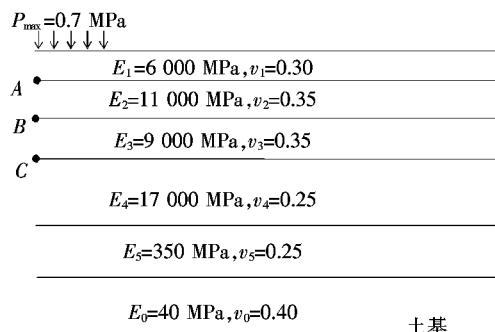 Pmax=0.7 MPa
E1=6 000 MPa,v1=0.30
A
E2=11 000 MPa,v2=0.35
B
E3=9 000 MPa,v3=0.35
C
E4=17 000 MPa,v4=0.25
E5=350 MPa,v5=0.25
E0=40 MPa,v0=0.40
土基